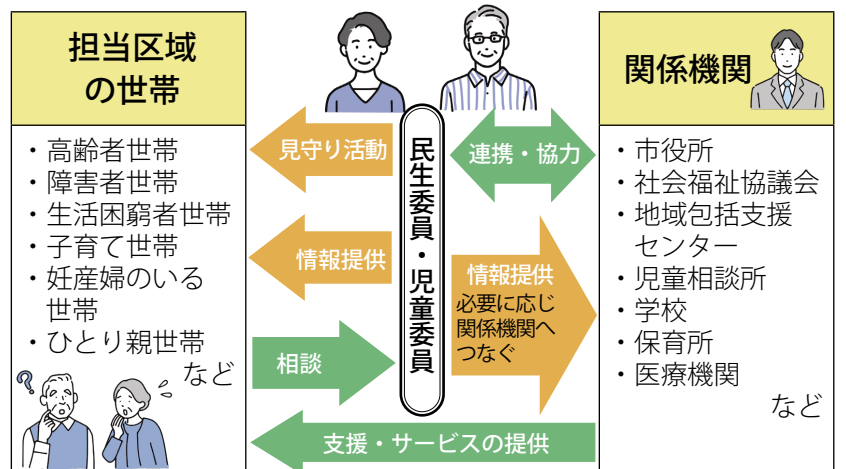 担当区域
の世帯
・高齢者世帯
・障害者世帯
・生活困窮者世帯
・子育て世帯
・妊産婦のいる
世帯
・ひとり親世帯
など
見守り活動
情報提供
相談
民生委員・児童委員
連携・協力
情報提供
必要に応じ
関係機関へ
つなぐ
支援・サービスの提供
関係機関
・市役所
・社会福祉協議会
・地域包括支援
センター
・児童相談所
・学校
・保育所
・医療機関
など